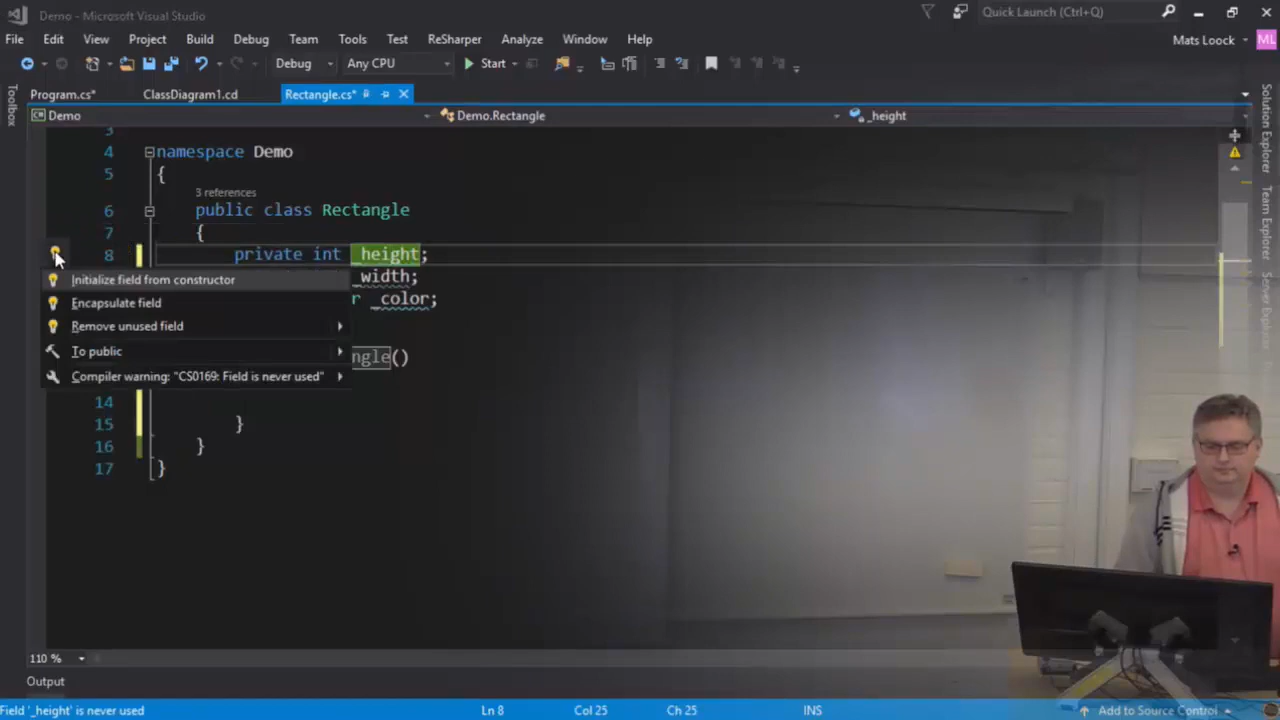 Demo - Microsoft Visual Studio
Quick Launch (Ctrl+Q)
File Edit View Project Build Debug Team Tools Test ReSharper Analyze Window Help
Mats Loock ML
Debug Any CPU Start
Program.cs* ClassDiagram1.cd Rectangle.cs*
Demo Demo.Rectangle _height
Toolbox
Solution Explorer
Team Explorer
Server Explorer
3
4 namespace Demo
5 {
3 references
6 public class Rectangle
7 {
8 private int _height;
_width;
r _color;
Initialize field from constructor
Encapsulate field
Remove unused field
To public
Compiler warning: "CS0169: Field is never used"
ngle()
14
15 }
16 }
17 }
110 %
Output
Field '_height' is never used Ln 8 Col 25 Ch 25 INS Add to Source Control